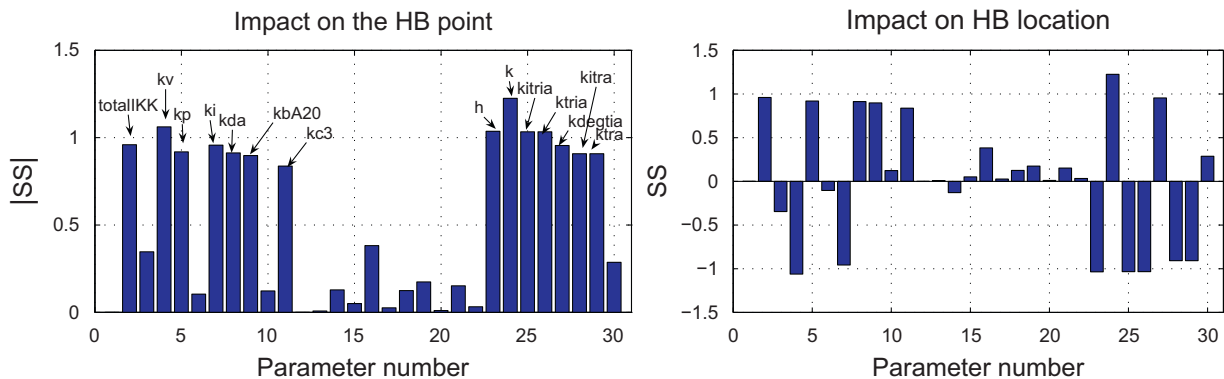 Impact on the HB point
|SS|
1.5
1
0.5
0
totalIKK
kv
kp
ki
kda
kbA20
kc3
h
k
kitria
ktria
kdegtia
kitra
ktra
0 5 10 15 20 25 30
Parameter number
Impact on HB location
SS
1.5
1
0.5
0
−0.5
−1
−1.5
0 5 10 15 20 25 30
Parameter number